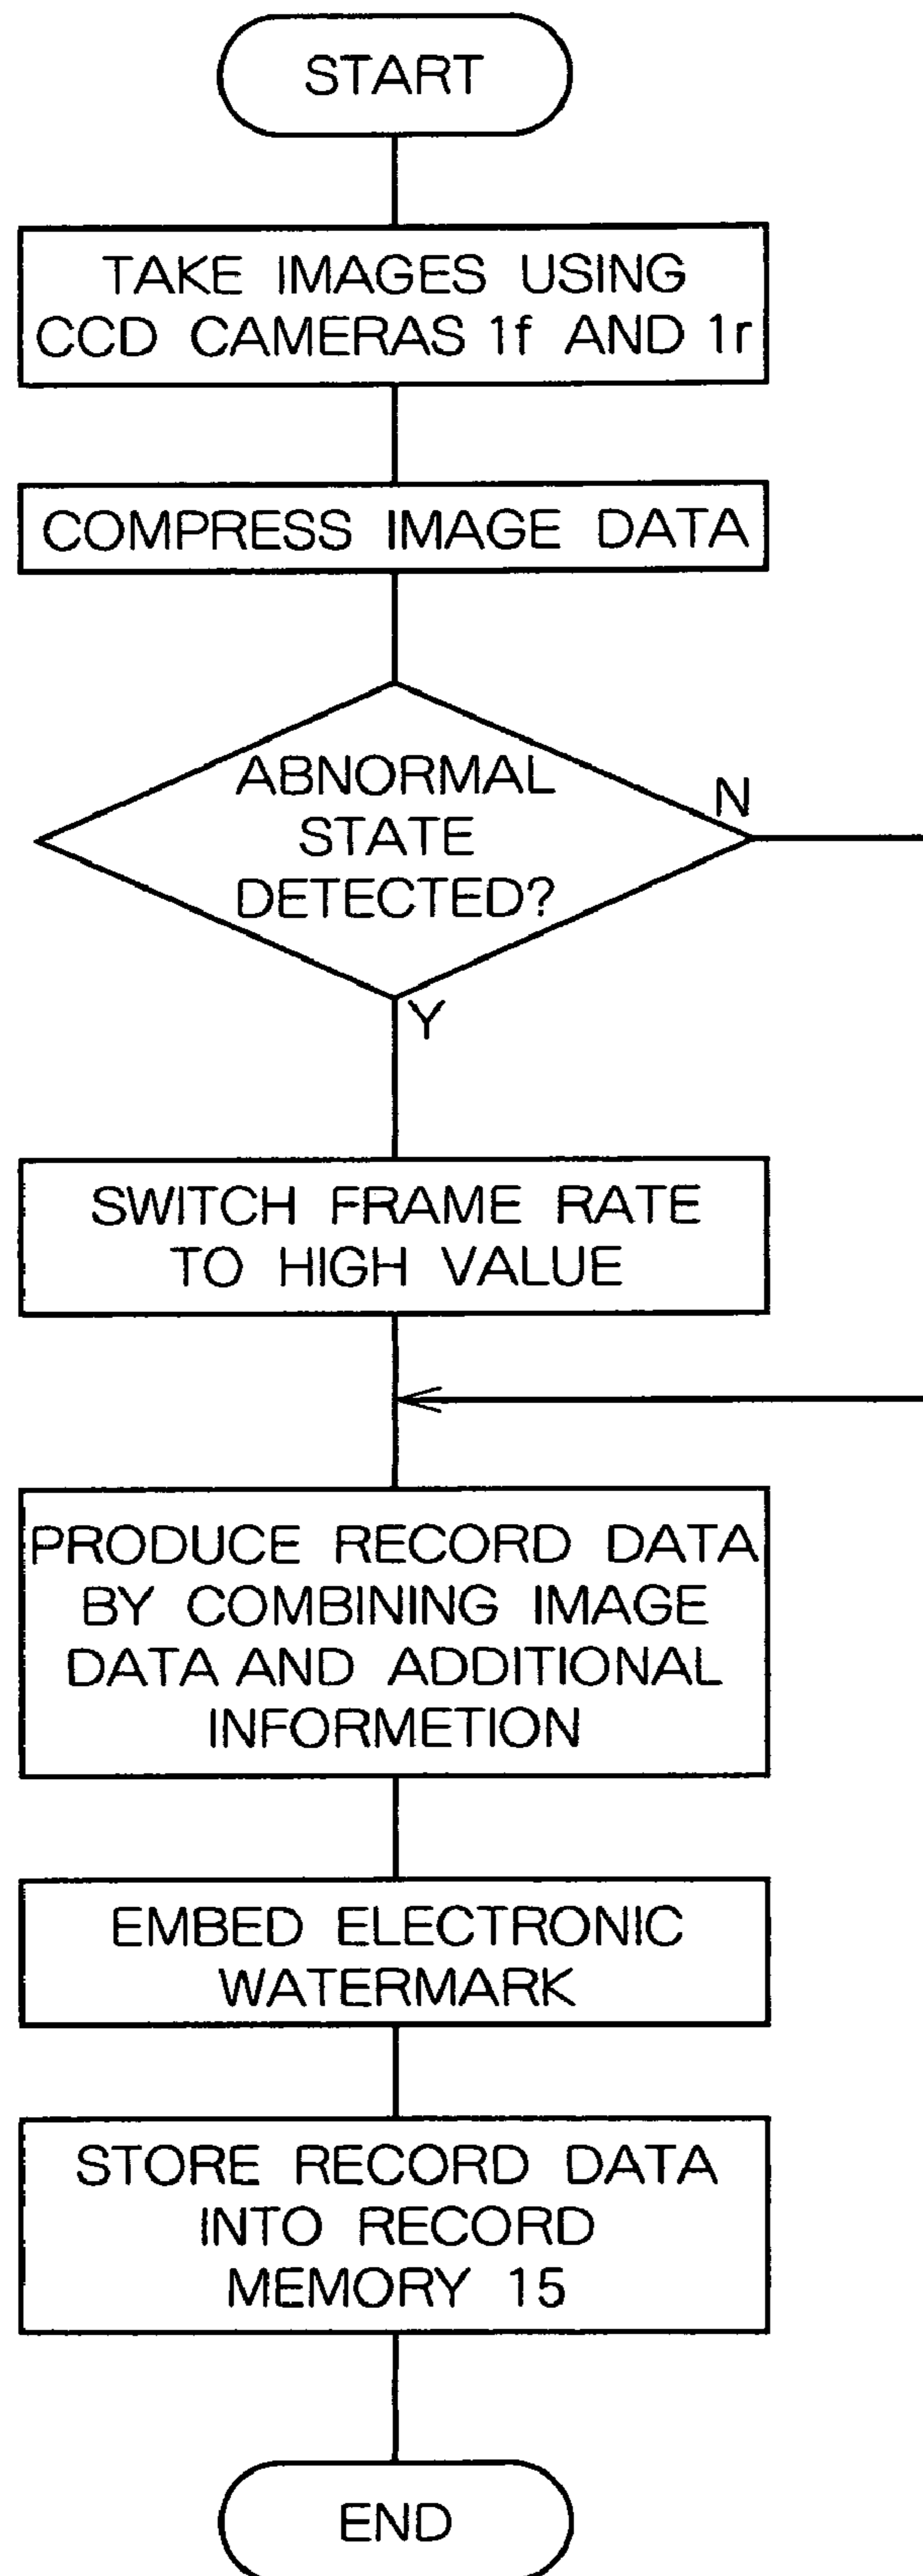 START
TAKE IMAGES USING
CCD CAMERAS 1f AND 1r
COMPRESS IMAGE DATA
ABNORMAL
STATE
DETECTED?
N
Y
SWITCH FRAME RATE
TO HIGH VALUE
PRODUCE RECORD DATA
BY COMBINING IMAGE
DATA AND ADDITIONAL
INFORMETION
EMBED ELECTRONIC
WATERMARK
STORE RECORD DATA
INTO RECORD
MEMORY 15
END